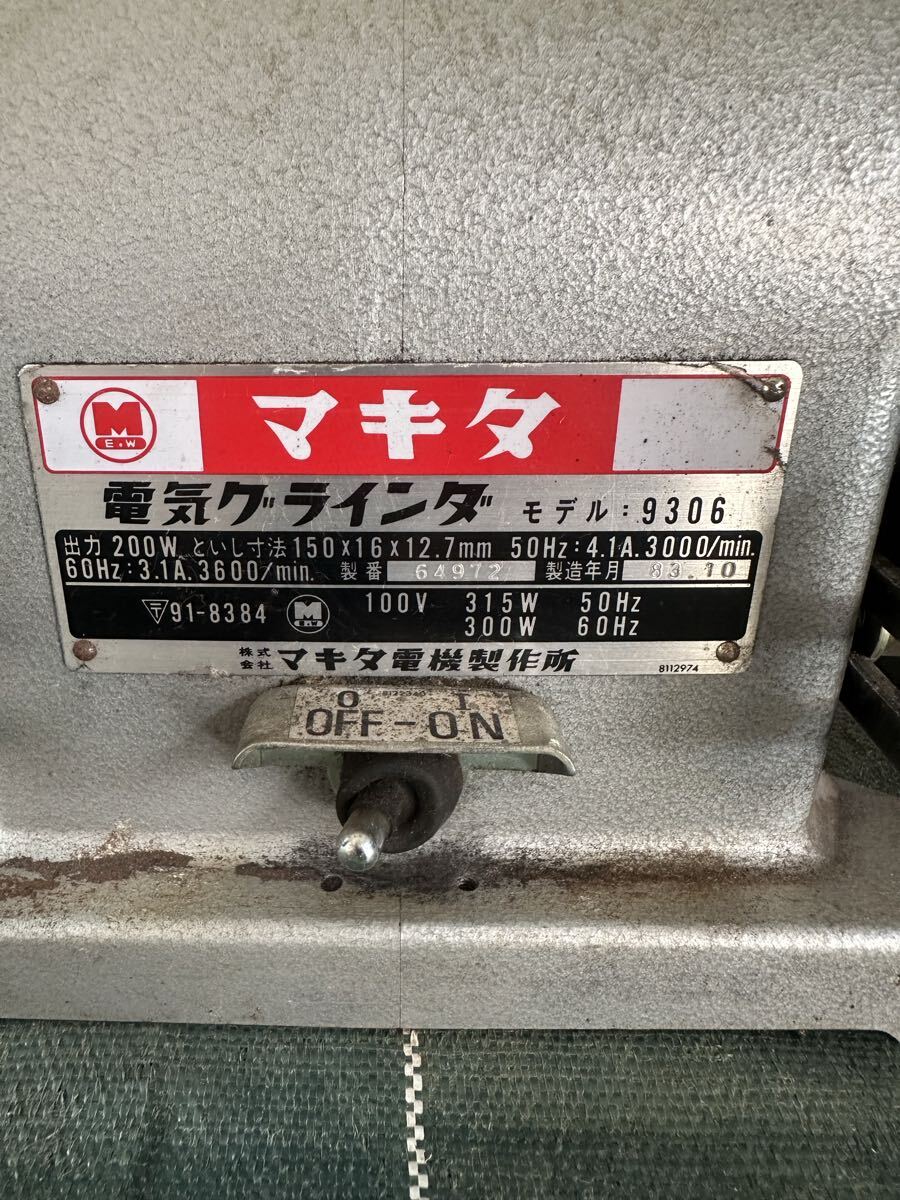 M
E.W
マキタ
電気グラインダ モデル:9306
出力 200W といし寸法 150×16×12.7mm 50Hz:4.1A.3000/min.
60Hz:3.1A.3600/min. 製番 64972 製造年月 83.10
〒91-8384 M E.W 100V 315W 50Hz
300W 60Hz
株式会社 マキタ電機製作所 8112974
O I
OFF-ON